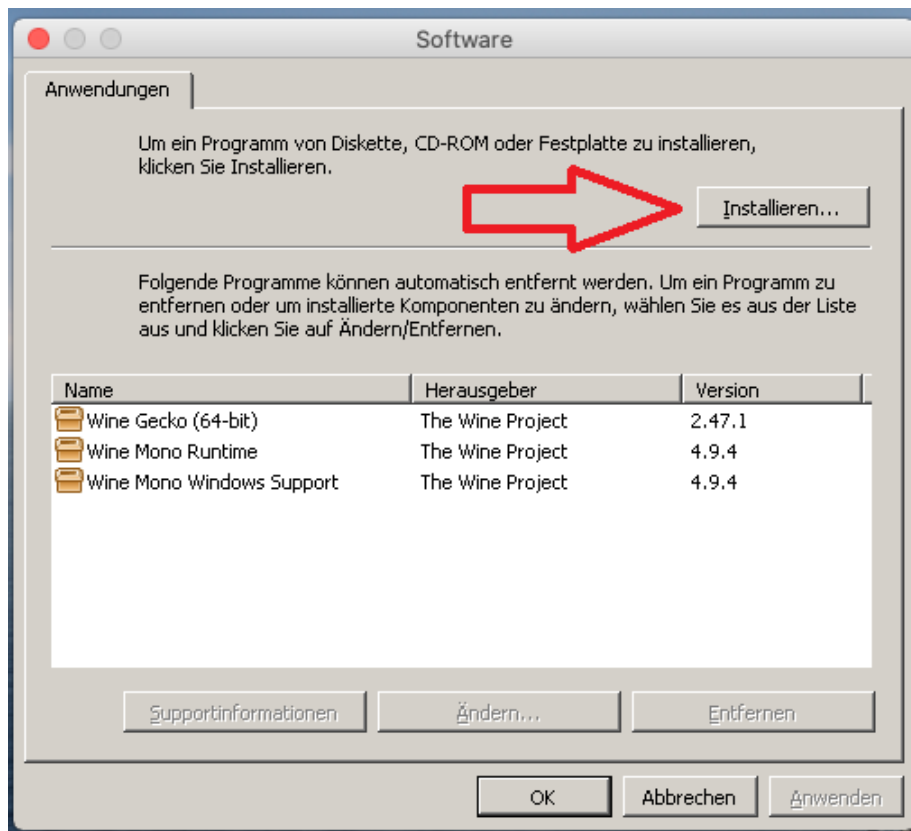 Software
Anwendungen
Um ein Programm von Diskette, CD-ROM oder Festplatte zu installieren,
klicken Sie Installieren.
Installieren...
Folgende Programme können automatisch entfernt werden. Um ein Programm zu
entfernen oder um installierte Komponenten zu ändern, wählen Sie es aus der Liste
aus und klicken Sie auf Ändern/Entfernen.
Name Herausgeber Version
Wine Gecko (64-bit) The Wine Project 2.47.1
Wine Mono Runtime The Wine Project 4.9.4
Wine Mono Windows Support The Wine Project 4.9.4
Supportinformationen Ändern... Entfernen
OK Abbrechen Anwenden